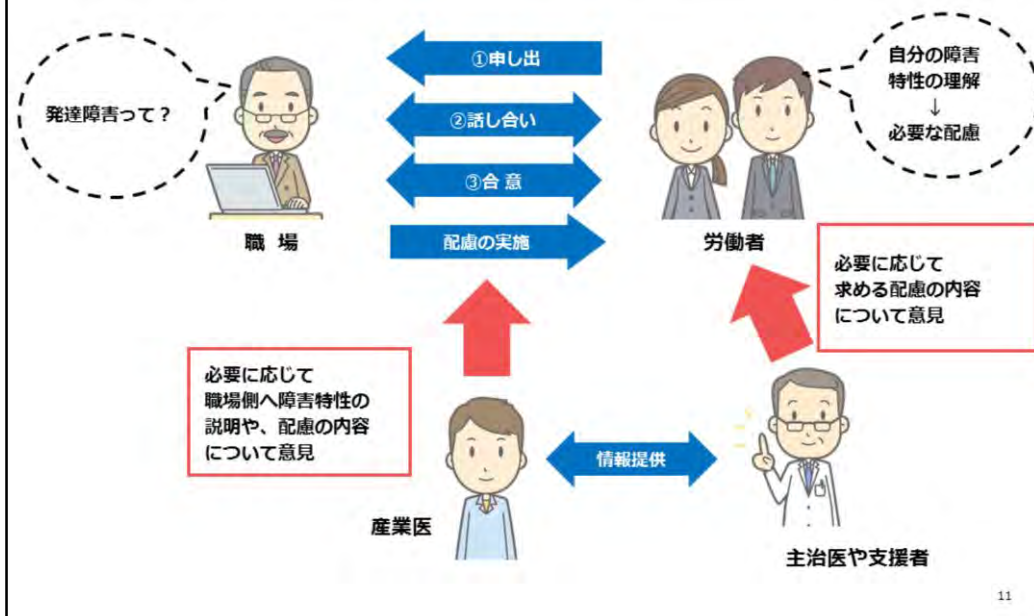 発達障害って？
①申し出
②話し合い
③合 意
配慮の実施
自分の障害
特性の理解
↓
必要な配慮
職 場
労働者
必要に応じて
求める配慮の内容
について意見
必要に応じて
職場側へ障害特性の
説明や、配慮の内容
について意見
情報提供
産業医
主治医や支援者
11